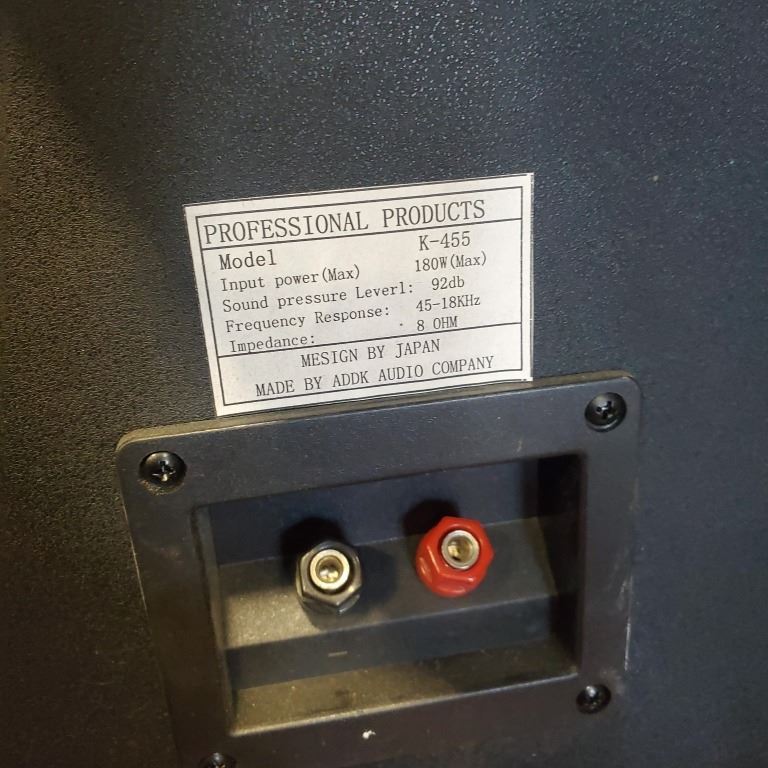 PROFESSIONAL PRODUCTS
Model K-455
Input power(Max) 180W(Max)
Sound pressure Leverl: 92db
Frequency Response: 45-18KHz
Impedance: 8 OHM
MESIGN BY JAPAN
MADE BY ADDK AUDIO COMPANY